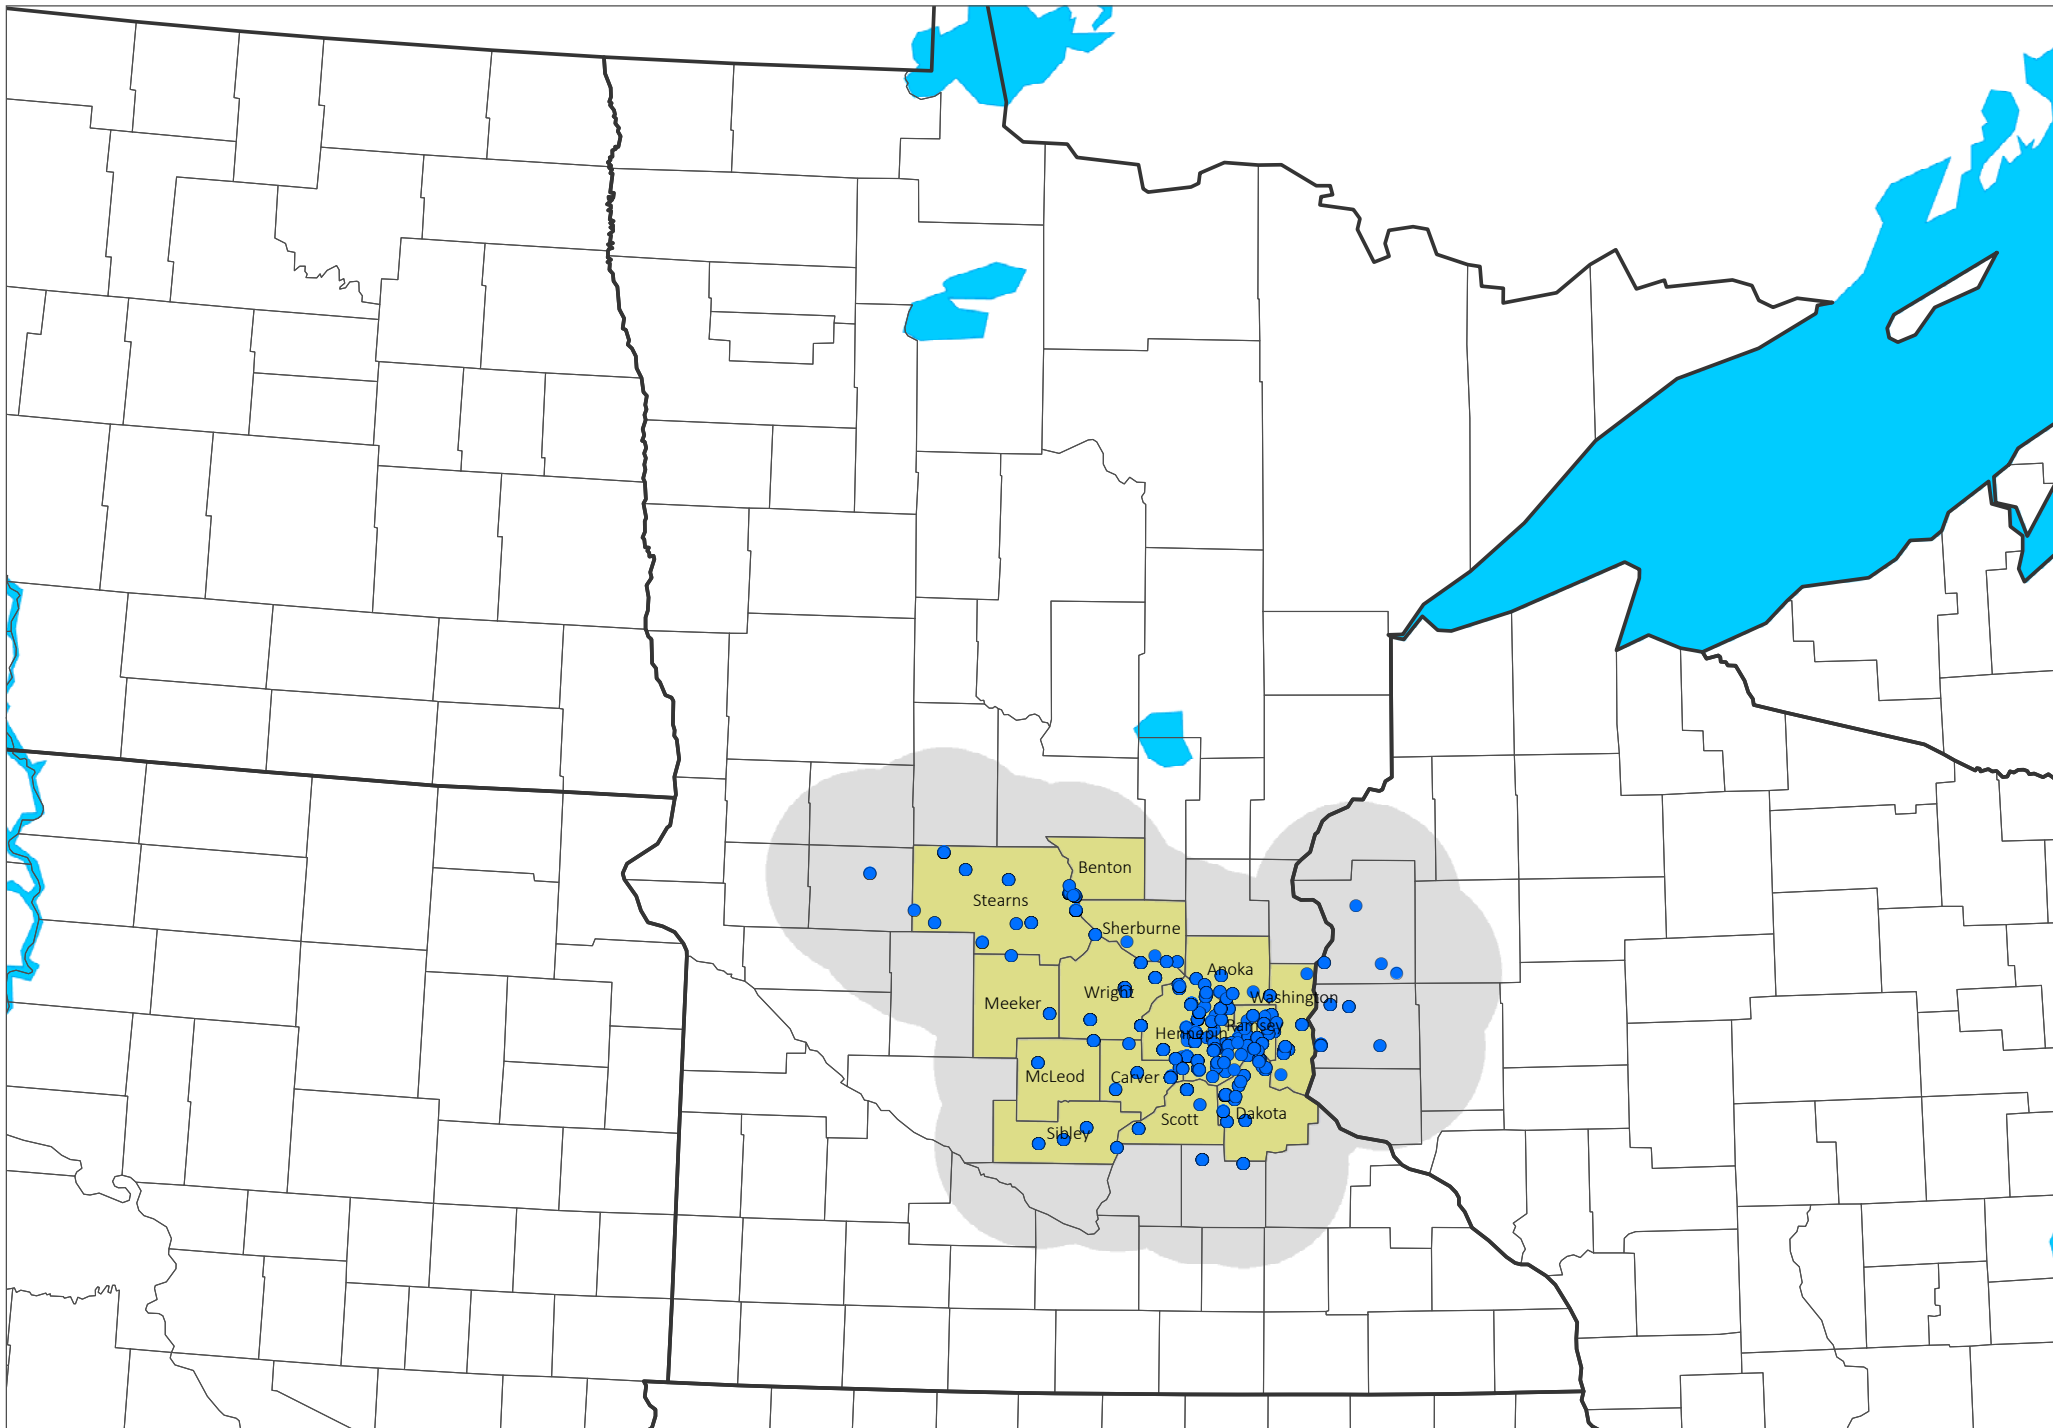 Benton
Stearns
Sherburne
Anoka
Meeker
Wright
Washington
Hennepin
Ramsey
McLeod
Carver
Scott
Dakota
Sibley